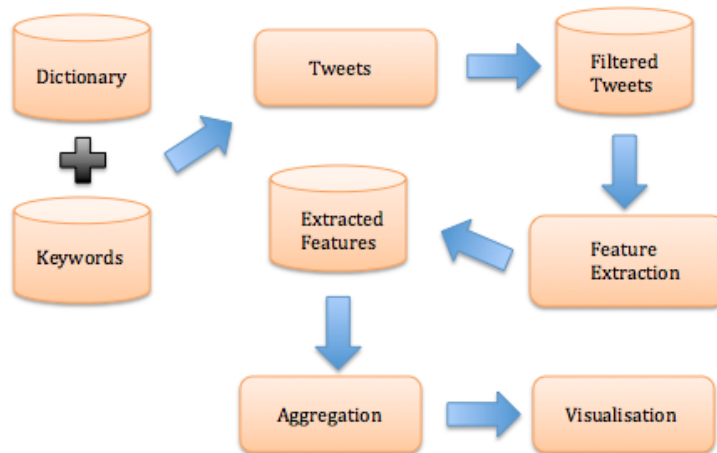 Dictionary
Tweets
Filtered
Tweets
Keywords
Extracted
Features
Feature
Extraction
Aggregation
Visualisation